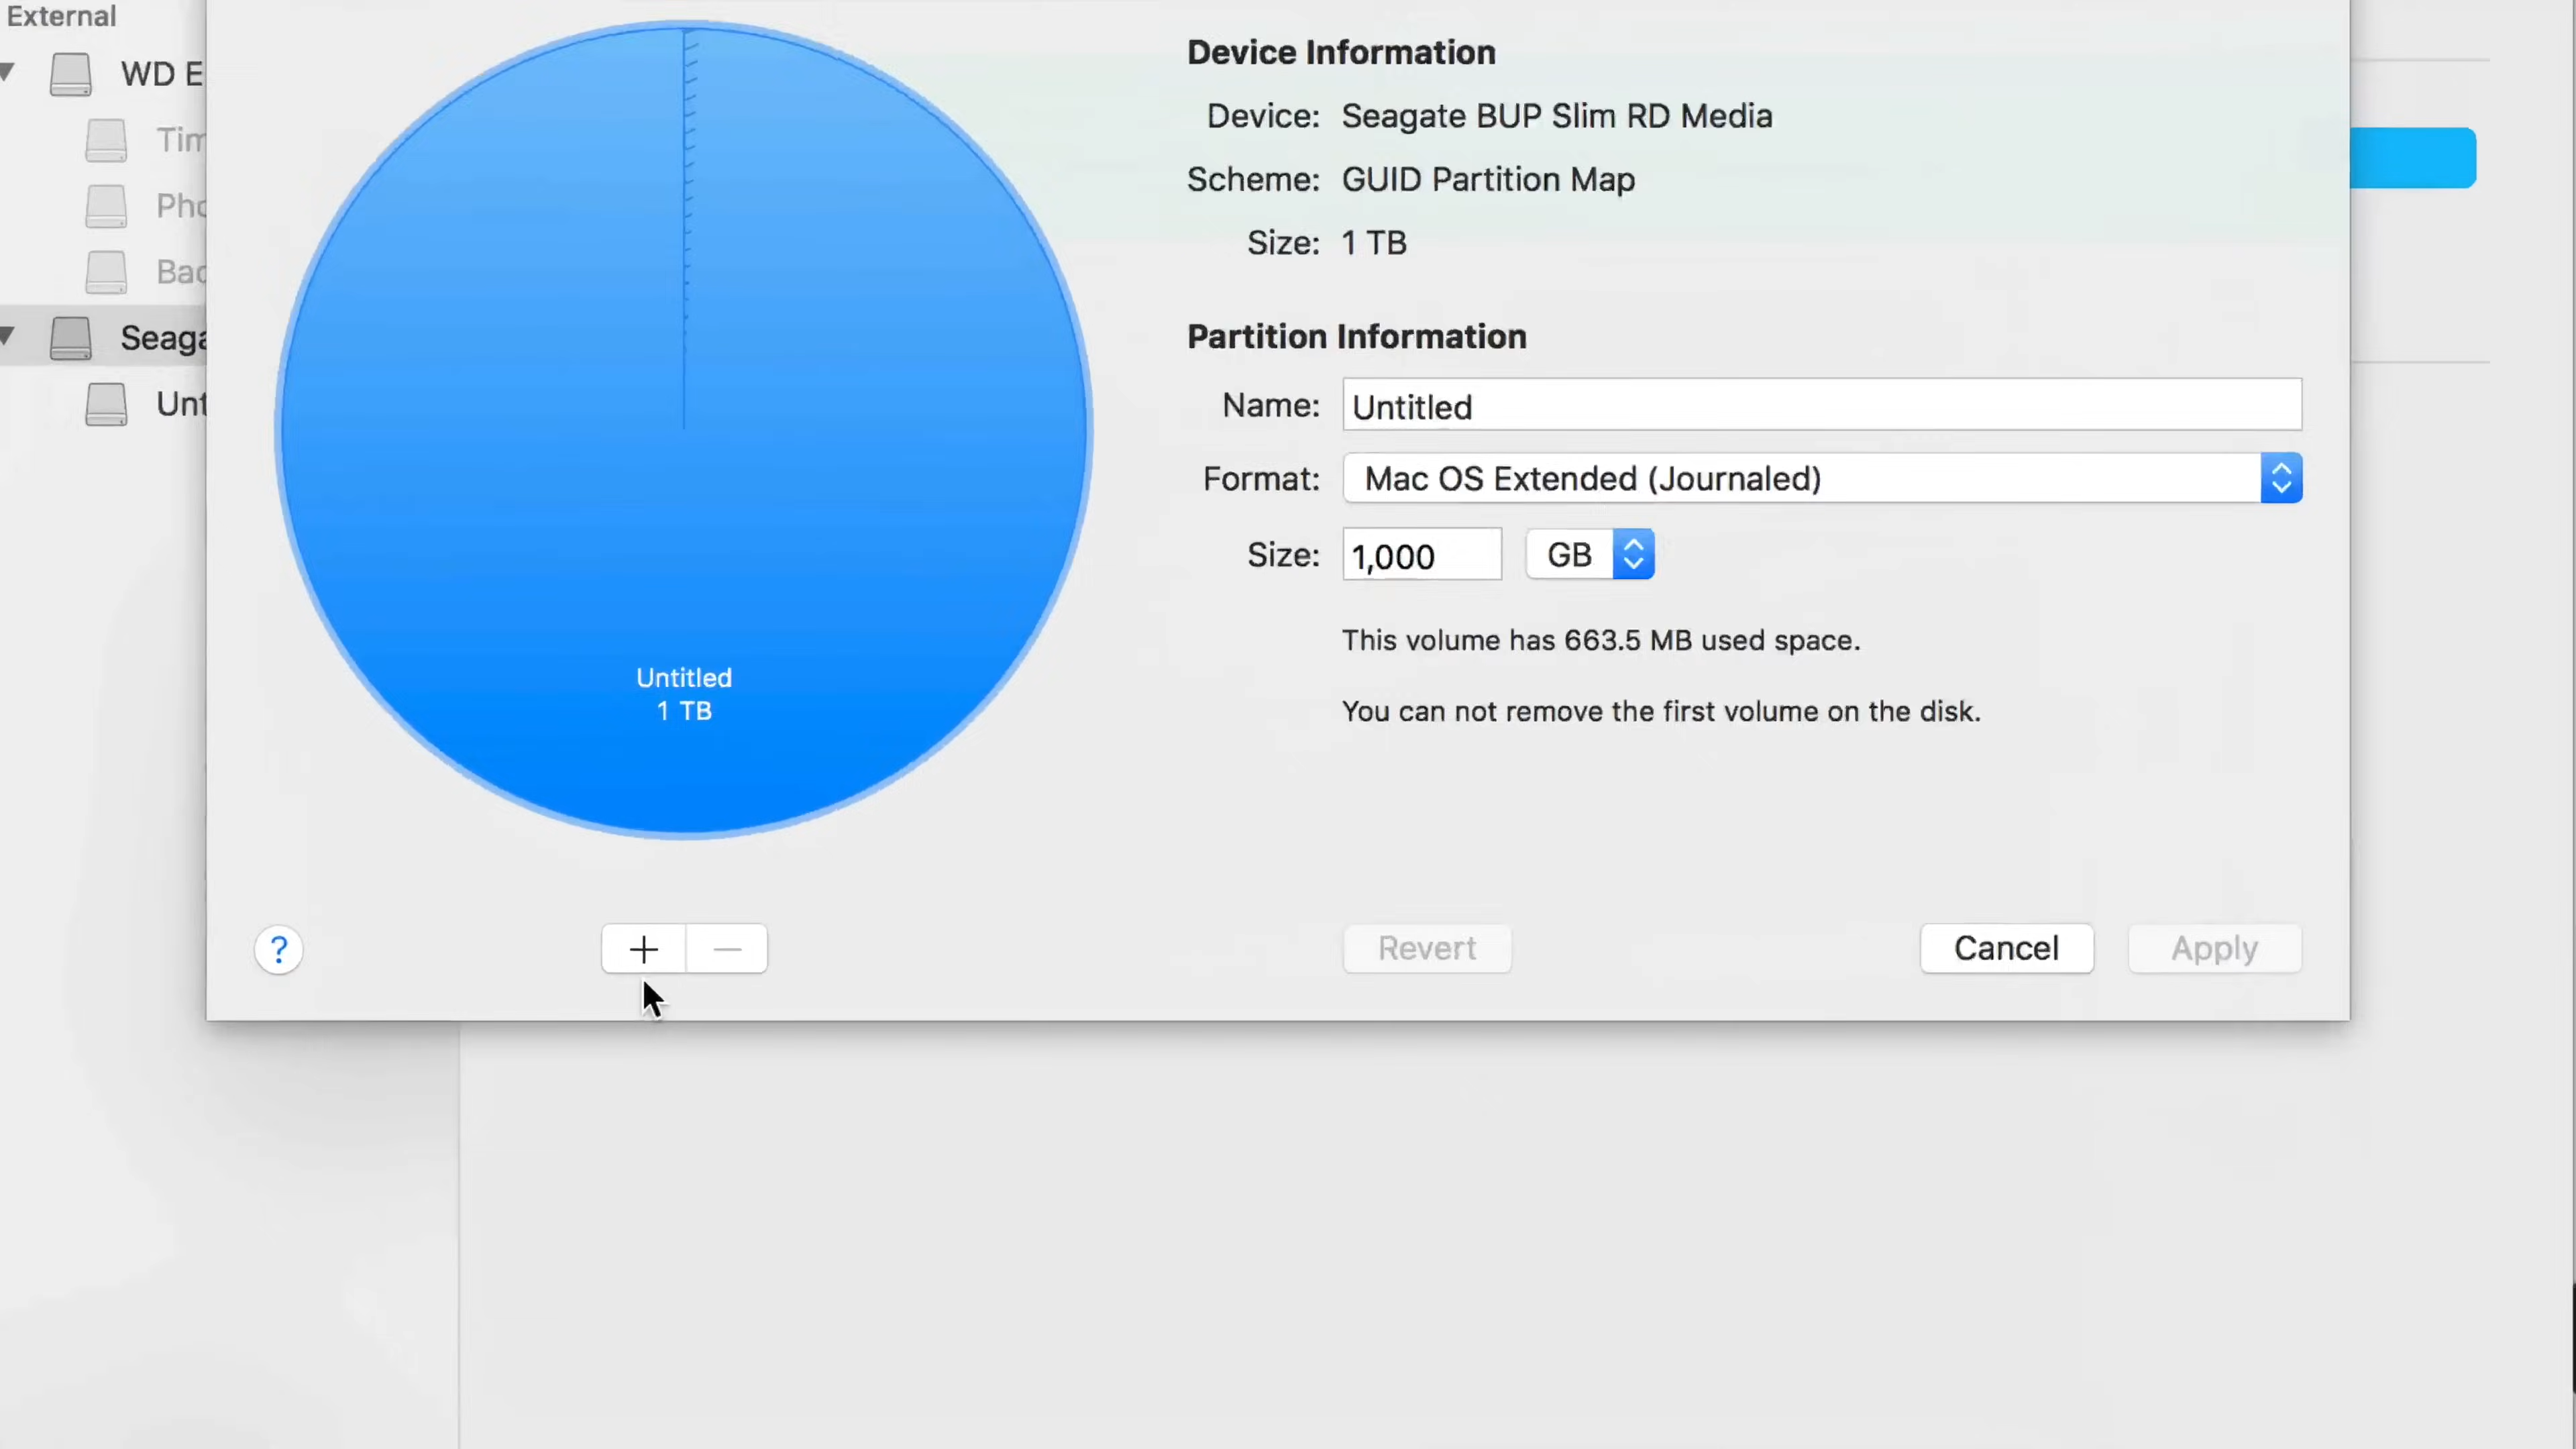 External
WD E
Tim
Pho
Bac
Seaga
Unt
Untitled
1 TB
Device Information
Device: Seagate BUP Slim RD Media
Scheme: GUID Partition Map
Size: 1 TB
Partition Information
Name: Untitled
Format: Mac OS Extended (Journaled)
Size: 1,000 GB
This volume has 663.5 MB used space.
You can not remove the first volume on the disk.
? + − Revert Cancel Apply